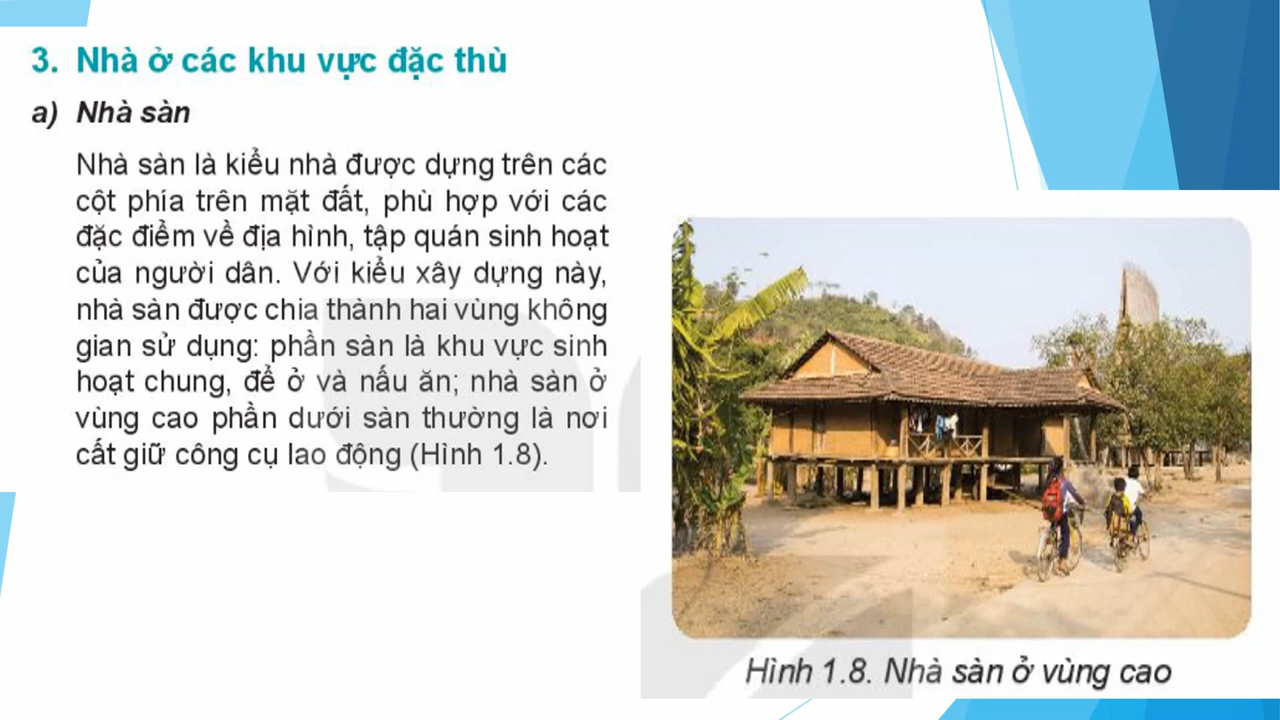 3. Nhà ở các khu vực đặc thù
a) Nhà sàn
Nhà sàn là kiểu nhà được dựng trên các
cột phía trên mặt đất, phù hợp với các
đặc điểm về địa hình, tập quán sinh hoạt
của người dân. Với kiểu xây dựng này,
nhà sàn được chia thành hai vùng không
gian sử dụng: phần sàn là khu vực sinh
hoạt chung, để ở và nấu ăn; nhà sàn ở
vùng cao phần dưới sàn thường là nơi
cất giữ công cụ lao động (Hình 1.8).
Hình 1.8. Nhà sàn ở vùng cao